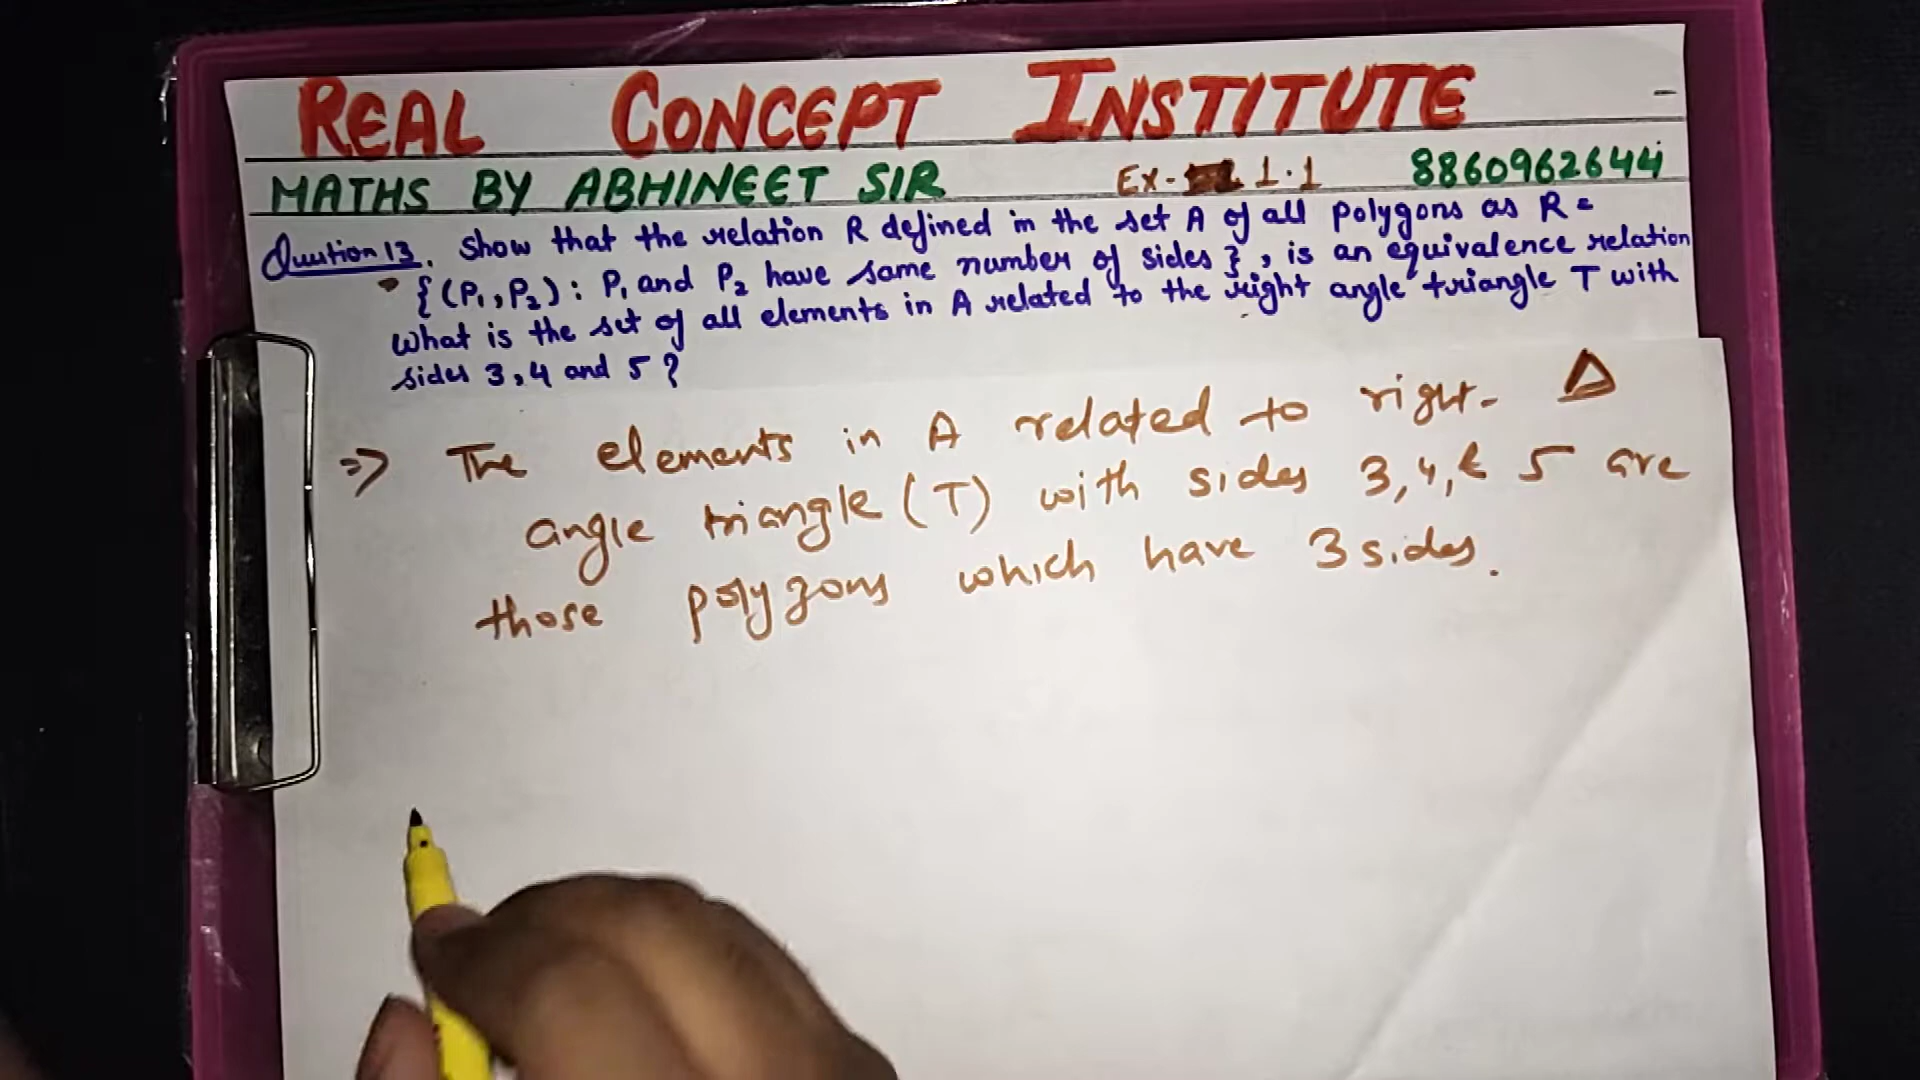 REAL CONCEPT INSTITUTE
MATHS BY ABHINEET SIR EX- 1.1 8860962644
Question 13. Show that the relation R defined in the set A of all polygons as R =
{(P₁, P₂) : P₁ and P₂ have same number of sides}, is an equivalence relation
What is the set of all elements in A related to the right angle triangle T with
sides 3, 4 and 5?
=> The elements in A related to right-
angle triangle (T) with sides 3, 4, & 5 are
those polygons which have 3 sides.